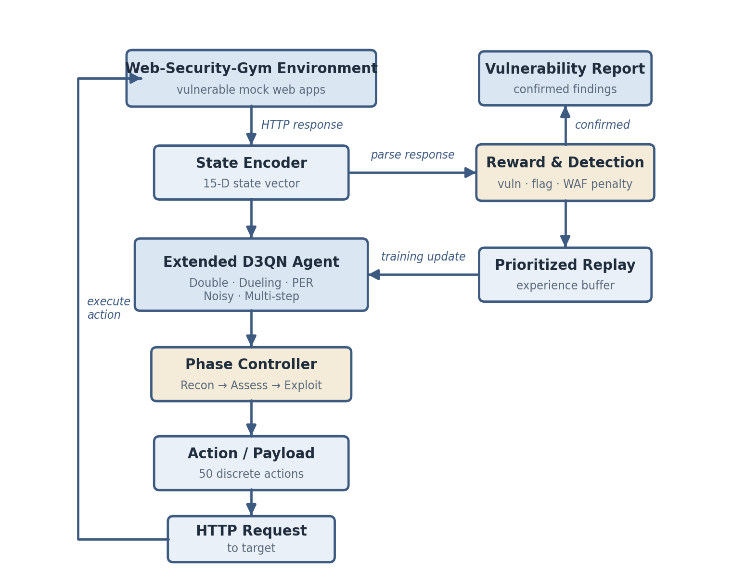 Web-Security-Gym Environment
vulnerable mock web apps
Vulnerability Report
confirmed findings
HTTP response
confirmed
State Encoder
15-D state vector
parse response
Reward & Detection
vuln · flag · WAF penalty
Extended D3QN Agent
Double · Dueling · PER
Noisy · Multi-step
training update
Prioritized Replay
experience buffer
execute
action
Phase Controller
Recon → Assess → Exploit
Action / Payload
50 discrete actions
HTTP Request
to target